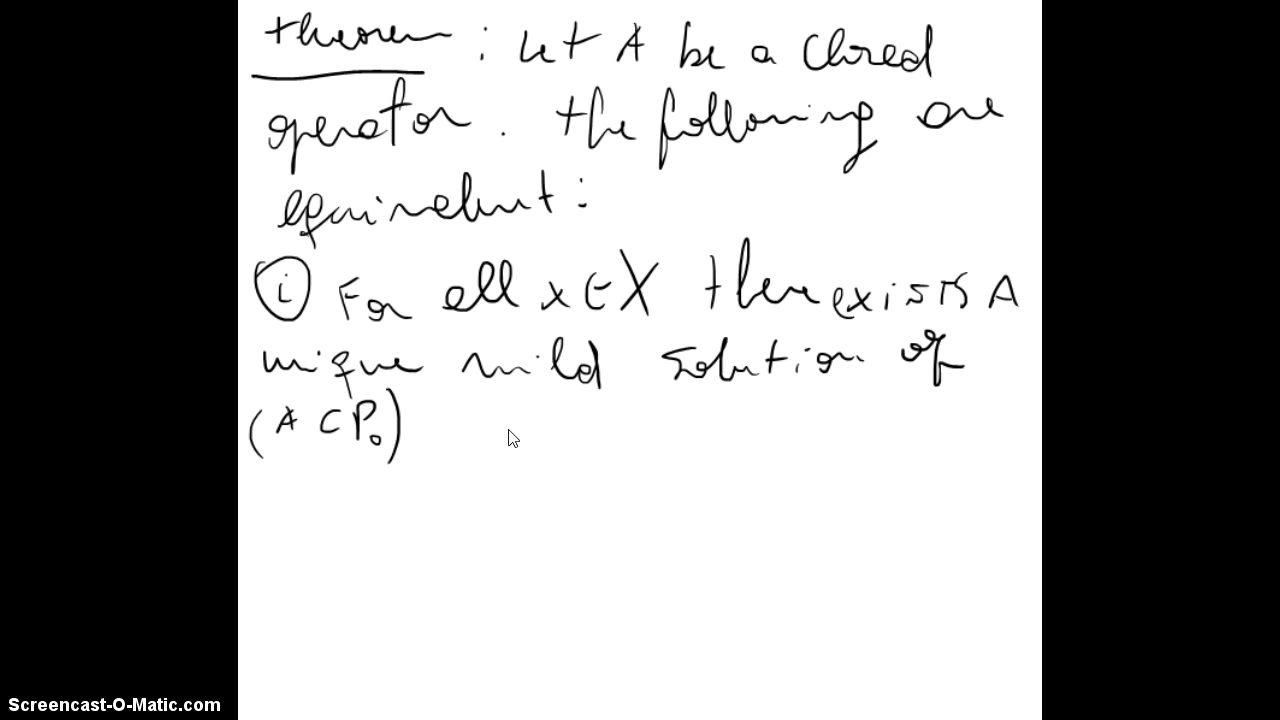 theorem : Let A be a closed
operator. the following are
equivalent :
(i) For all x ∈ X there exists A
unique mild solution of
(ACP₀)
Screencast-O-Matic.com